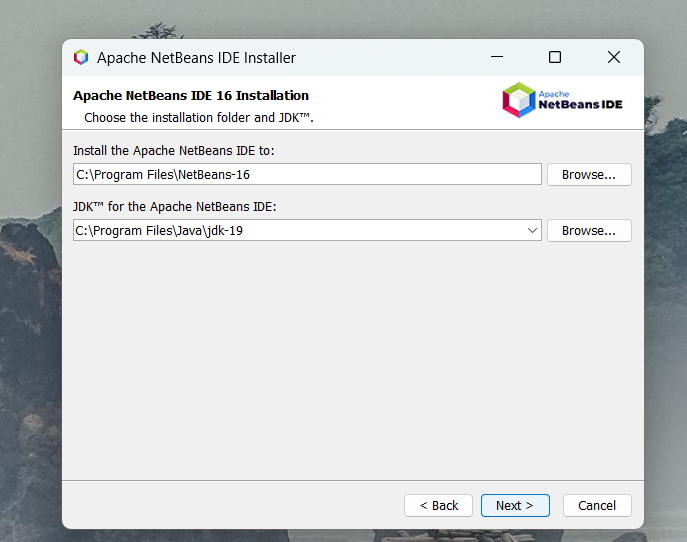 Apache NetBeans IDE Installer
Apache NetBeans IDE 16 Installation
Choose the installation folder and JDK™.
Apache
NetBeans IDE
Install the Apache NetBeans IDE to:
C:\Program Files\NetBeans-16
Browse...
JDK™ for the Apache NetBeans IDE:
C:\Program Files\Java\jdk-19
Browse...
< Back
Next >
Cancel